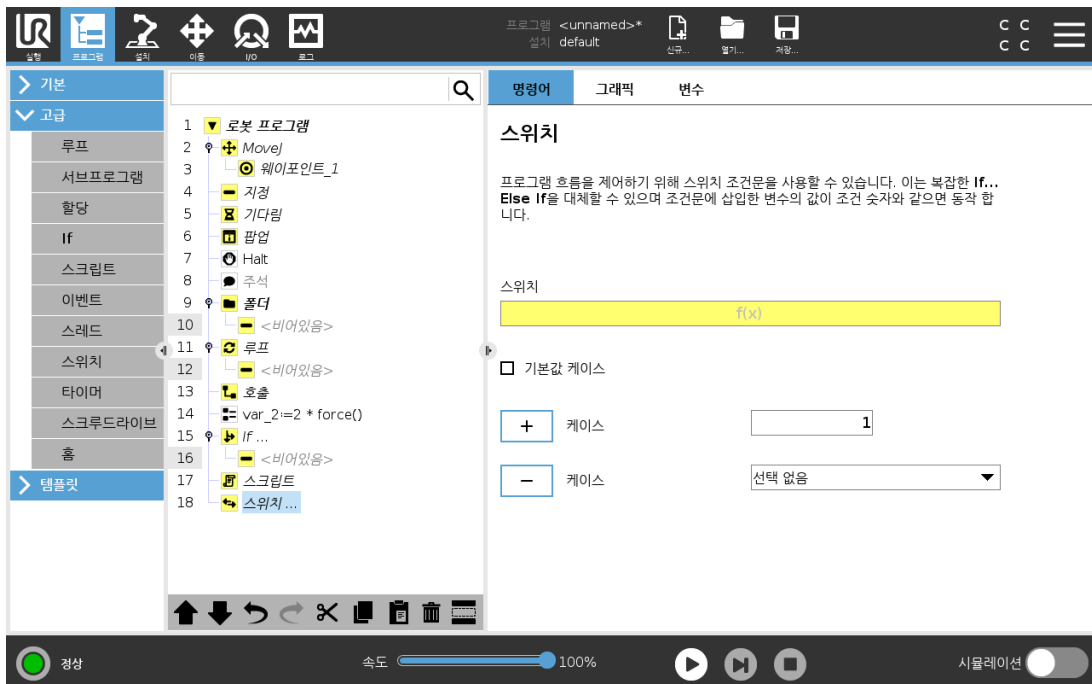 실행
프로그램
설치
이동
I/O
로그
프로그램 <unnamed>*
설치 default
신규...
열기...
저장...
C C
C C
기본
고급
루프
서브프로그램
할당
If
스크립트
이벤트
스레드
스위치
타이머
스크루드라이브
홈
템플릿
1 로봇 프로그램
2 MoveJ
3 웨이포인트_1
4 지정
5 기다림
6 팝업
7 Halt
8 주석
9 폴더
10 <비어있음>
11 루프
12 <비어있음>
13 호출
14 var_2:=2 * force()
15 If ...
16 <비어있음>
17 스크립트
18 스위치 ...
명령어 그래픽 변수
스위치
프로그램 흐름을 제어하기 위해 스위치 조건문을 사용할 수 있습니다. 이는 복잡한 If...
Else If을 대체할 수 있으며 조건문에 삽입한 변수의 값이 조건 숫자와 같으면 동작 합
니다.
스위치
f(x)
기본값 케이스
+ 케이스 1
− 케이스 선택 없음
정상
속도 100%
시뮬레이션